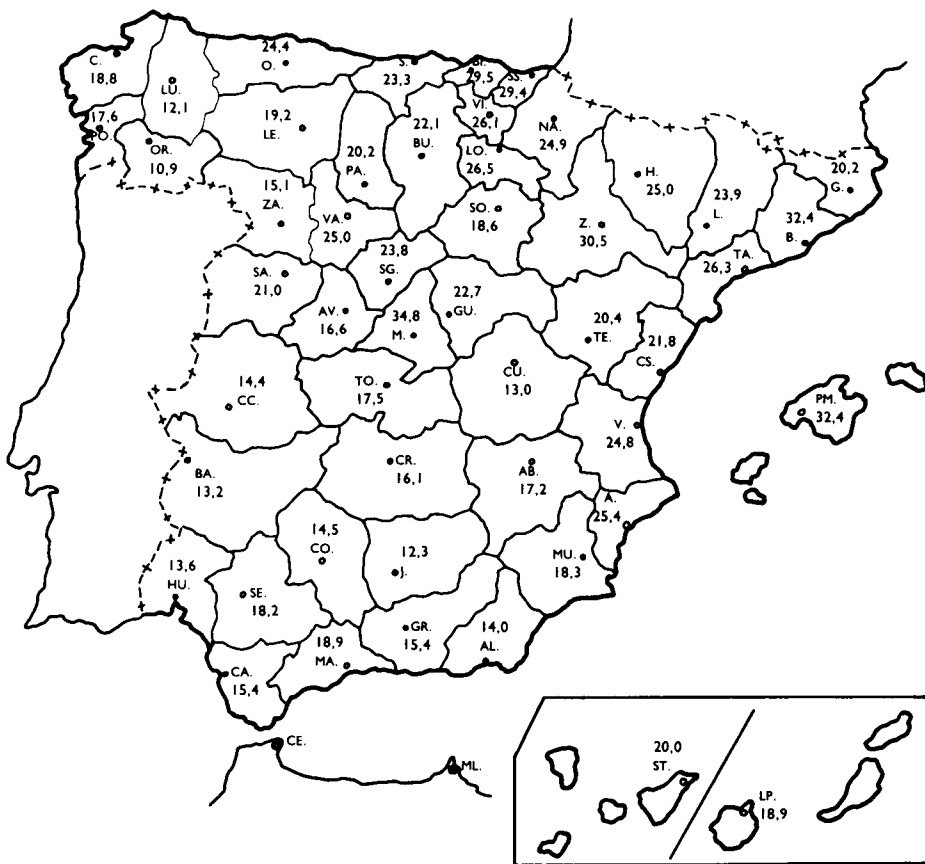 C.
18,8
LU.
12,1
24,4
O.
S.
23,3
BI.
29,5
SS.
29,4
VI.
26,1
17,6
PO.
OR.
10,9
19,2
LE.
20,2
PA.
22,1
BU.
LO.
26,5
NA.
24,9
H.
25,0
23,9
L.
20,2
G.
32,4
B.
15,1
ZA.
VA.
25,0
SO.
18,6
Z.
30,5
TA.
26,3
SA.
21,0
23,8
SG.
AV.
16,6
34,8
M.
22,7
GU.
20,4
TE.
21,8
CS.
14,4
CC.
TO.
17,5
CU.
13,0
PM.
32,4
V.
24,8
BA.
13,2
CR.
16,1
AB.
17,2
A.
25,4
14,5
CO.
12,3
J.
MU.
18,3
13,6
HU.
SE.
18,2
GR.
15,4
14,0
AL.
18,9
MA.
CA.
15,4
CE.
ML.
20,0
ST.
LP.
18,9